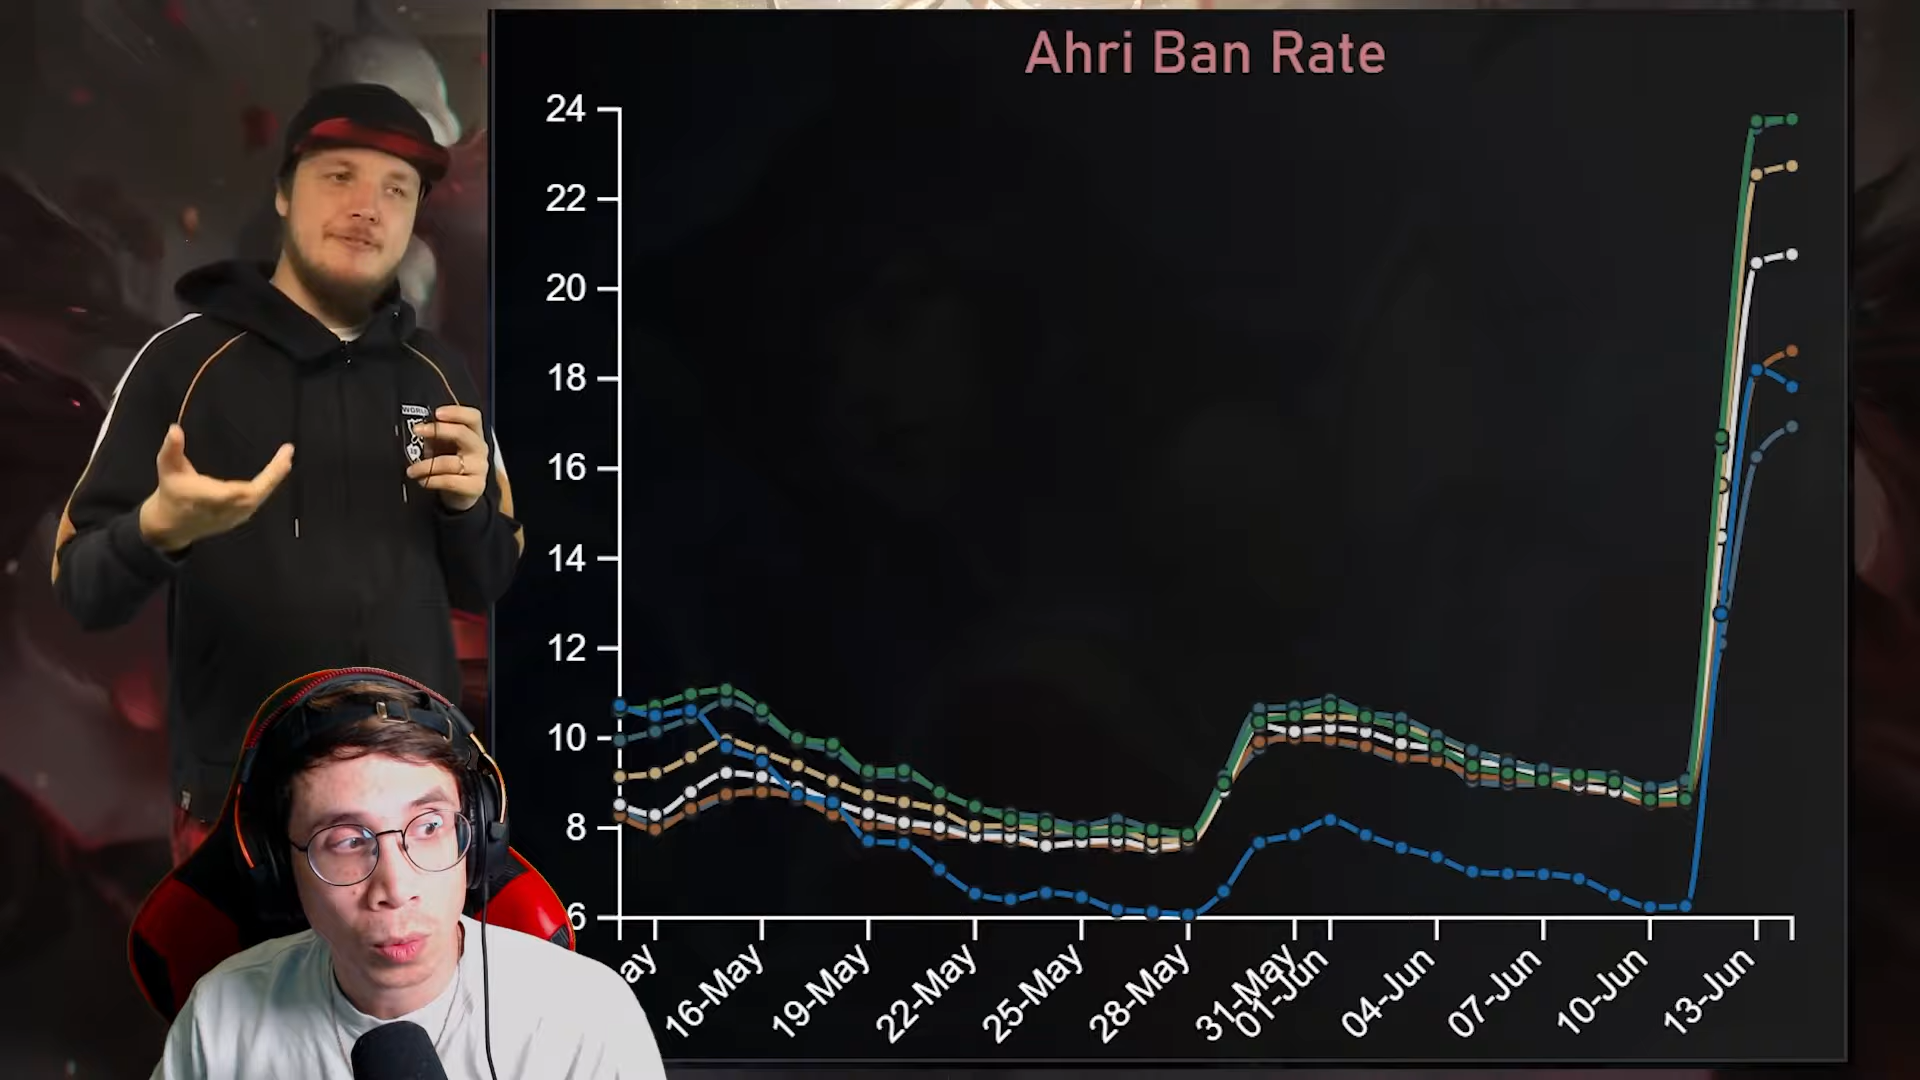 Ahri Ban Rate
24
22
20
18
16
14
12
10
8
6
ay
16-May
19-May
22-May
25-May
28-May
31-May
01-Jun
04-Jun
07-Jun
10-Jun
13-Jun